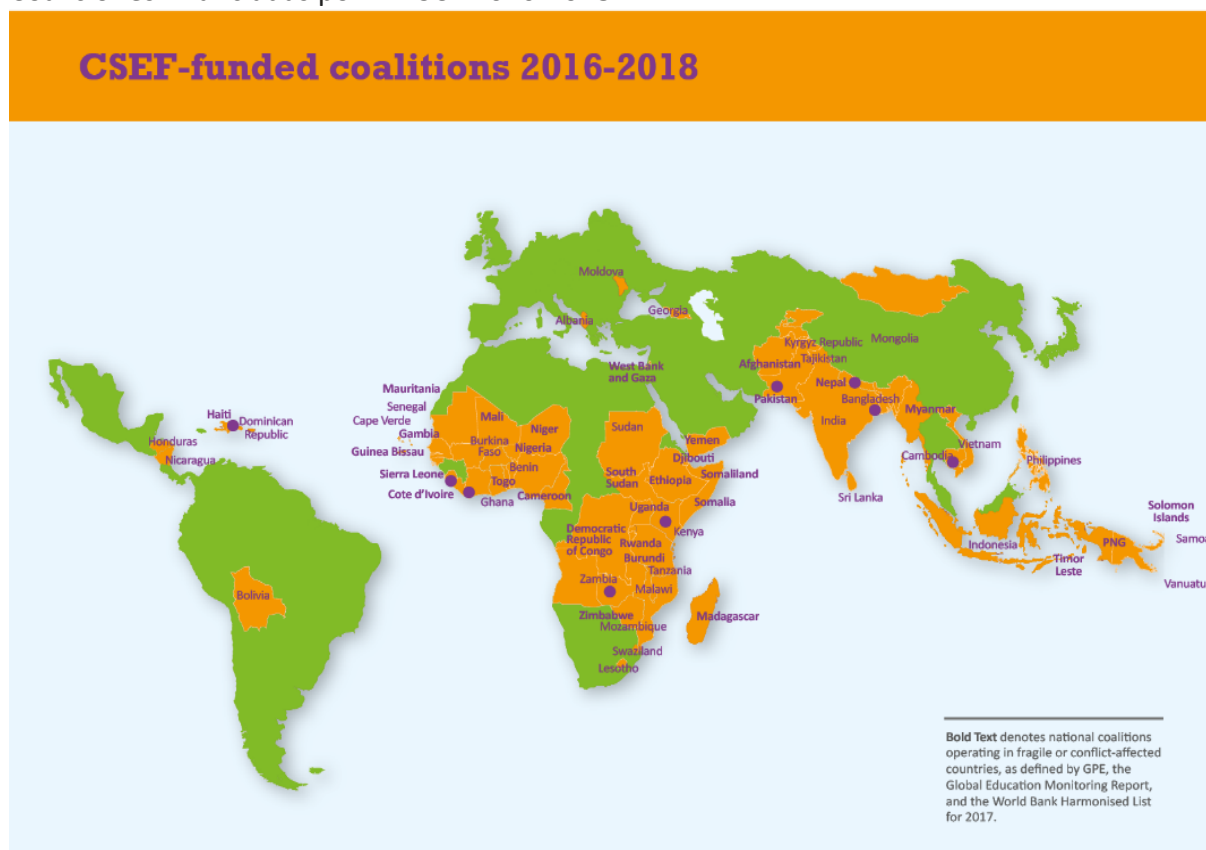 CSEF-funded coalitions 2016-2018
Moldova
Georgia
Albania
Kyrgyz Republic
Mongolia
Tajikistan
Afghanistan
West Bank
and Gaza
Nepal
Pakistan
Bangladesh
Myanmar
India
Vietnam
Cambodia
Philippines
Sri Lanka
Mauritania
Senegal
Cape Verde
Gambia
Guinea Bissau
Sierra Leone
Cote d'Ivoire
Mali
Niger
Burkina
Faso
Nigeria
Benin
Togo
Ghana
Cameroon
Sudan
Yemen
Djibouti
South
Sudan
Ethiopia
Somaliland
Somalia
Uganda
Kenya
Democratic
Republic
of Congo
Rwanda
Burundi
Tanzania
Zambia
Malawi
Zimbabwe
Mozambique
Madagascar
Swaziland
Lesotho
Haiti
Dominican
Republic
Honduras
Nicaragua
Bolivia
Indonesia
PNG
Timor
Leste
Solomon
Islands
Samoa
Vanuatu
Bold Text denotes national coalitions
operating in fragile or conflict-affected
countries, as defined by GPE, the
Global Education Monitoring Report,
and the World Bank Harmonised List
for 2017.